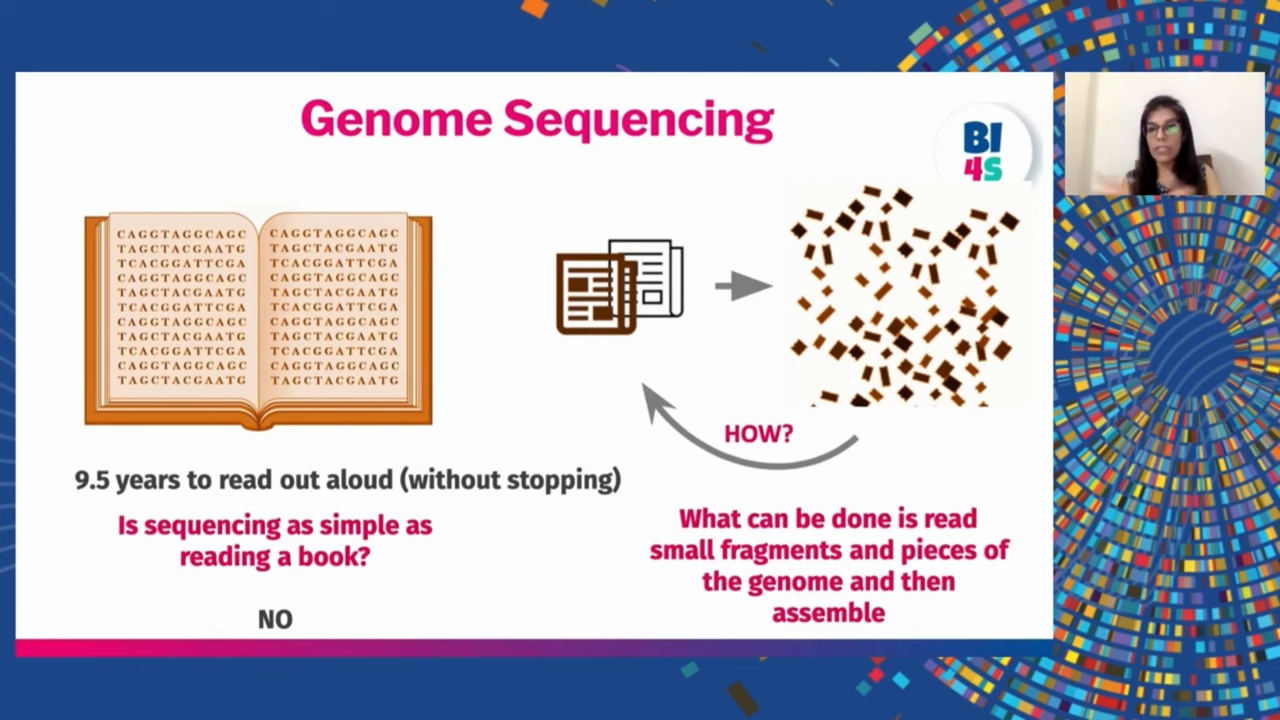 Genome Sequencing
BI
4S
CAGGTAGGCAGC
TAGCTACGAATG
TCACGGATTCGA
CAGGTAGGCAGC
TAGCTACGAATG
TCACGGATTCGA
CAGGTAGGCAGC
TAGCTACGAATG
TCACGGATTCGA
CAGGTAGGCAGC
TAGCTACGAATG
CAGGTAGGCAGC
TAGCTACGAATG
TCACGGATTCGA
CAGGTAGGCAGC
TAGCTACGAATG
TCACGGATTCGA
CAGGTAGGCAGC
TAGCTACGAATG
TCACGGATTCGA
CAGGTAGGCAGC
TAGCTACGAATG
9.5 years to read out aloud (without stopping)
Is sequencing as simple as
reading a book?
NO
HOW?
What can be done is read
small fragments and pieces of
the genome and then
assemble